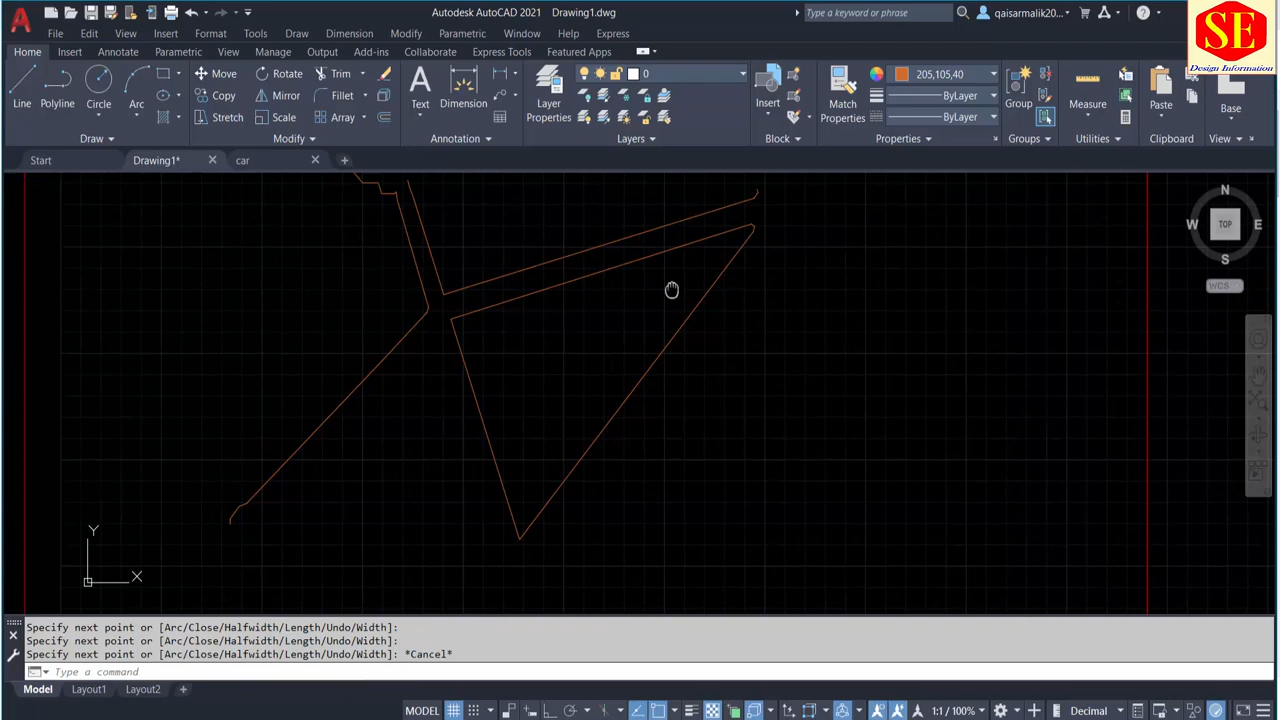 Autodesk AutoCAD 2021 Drawing1.dwg
Type a keyword or phrase
qaisarmalik20...
SE
Design Information
File Edit View Insert Format Tools Draw Dimension Modify Parametric Window Help Express
Home Insert Annotate Parametric View Manage Output Add-ins Collaborate Express Tools Featured Apps
Line Polyline Circle Arc
Move Rotate Trim
Copy Mirror Fillet
Stretch Scale Array
Text Dimension
Layer Properties
0
Insert
Match Properties
205,105,40
ByLayer
ByLayer
Group
Measure
Paste
Base
Draw Modify Annotation Layers Block Properties Groups Utilities Clipboard View
Start Drawing1* car
N
W TOP E
S
WCS
Y
X
Specify next point or [Arc/Close/Halfwidth/Length/Undo/Width]:
Specify next point or [Arc/Close/Halfwidth/Length/Undo/Width]:
Specify next point or [Arc/Close/Halfwidth/Length/Undo/Width]: *Cancel*
Type a command
Model Layout1 Layout2
MODEL 1:1 / 100% Decimal